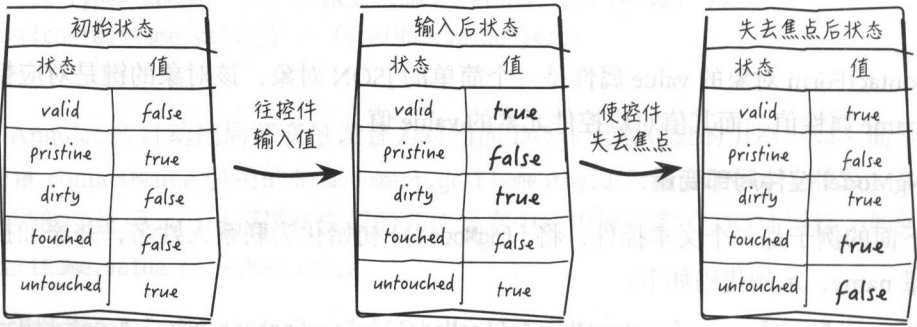 初始状态
状态 值
valid false
pristine true
dirty false
touched false
untouched true
往控件
输入值
输入后状态
状态 值
valid true
pristine false
dirty true
touched false
untouched true
使控件
失去焦点
失去焦点后状态
状态 值
valid true
pristine false
dirty true
touched true
untouched false